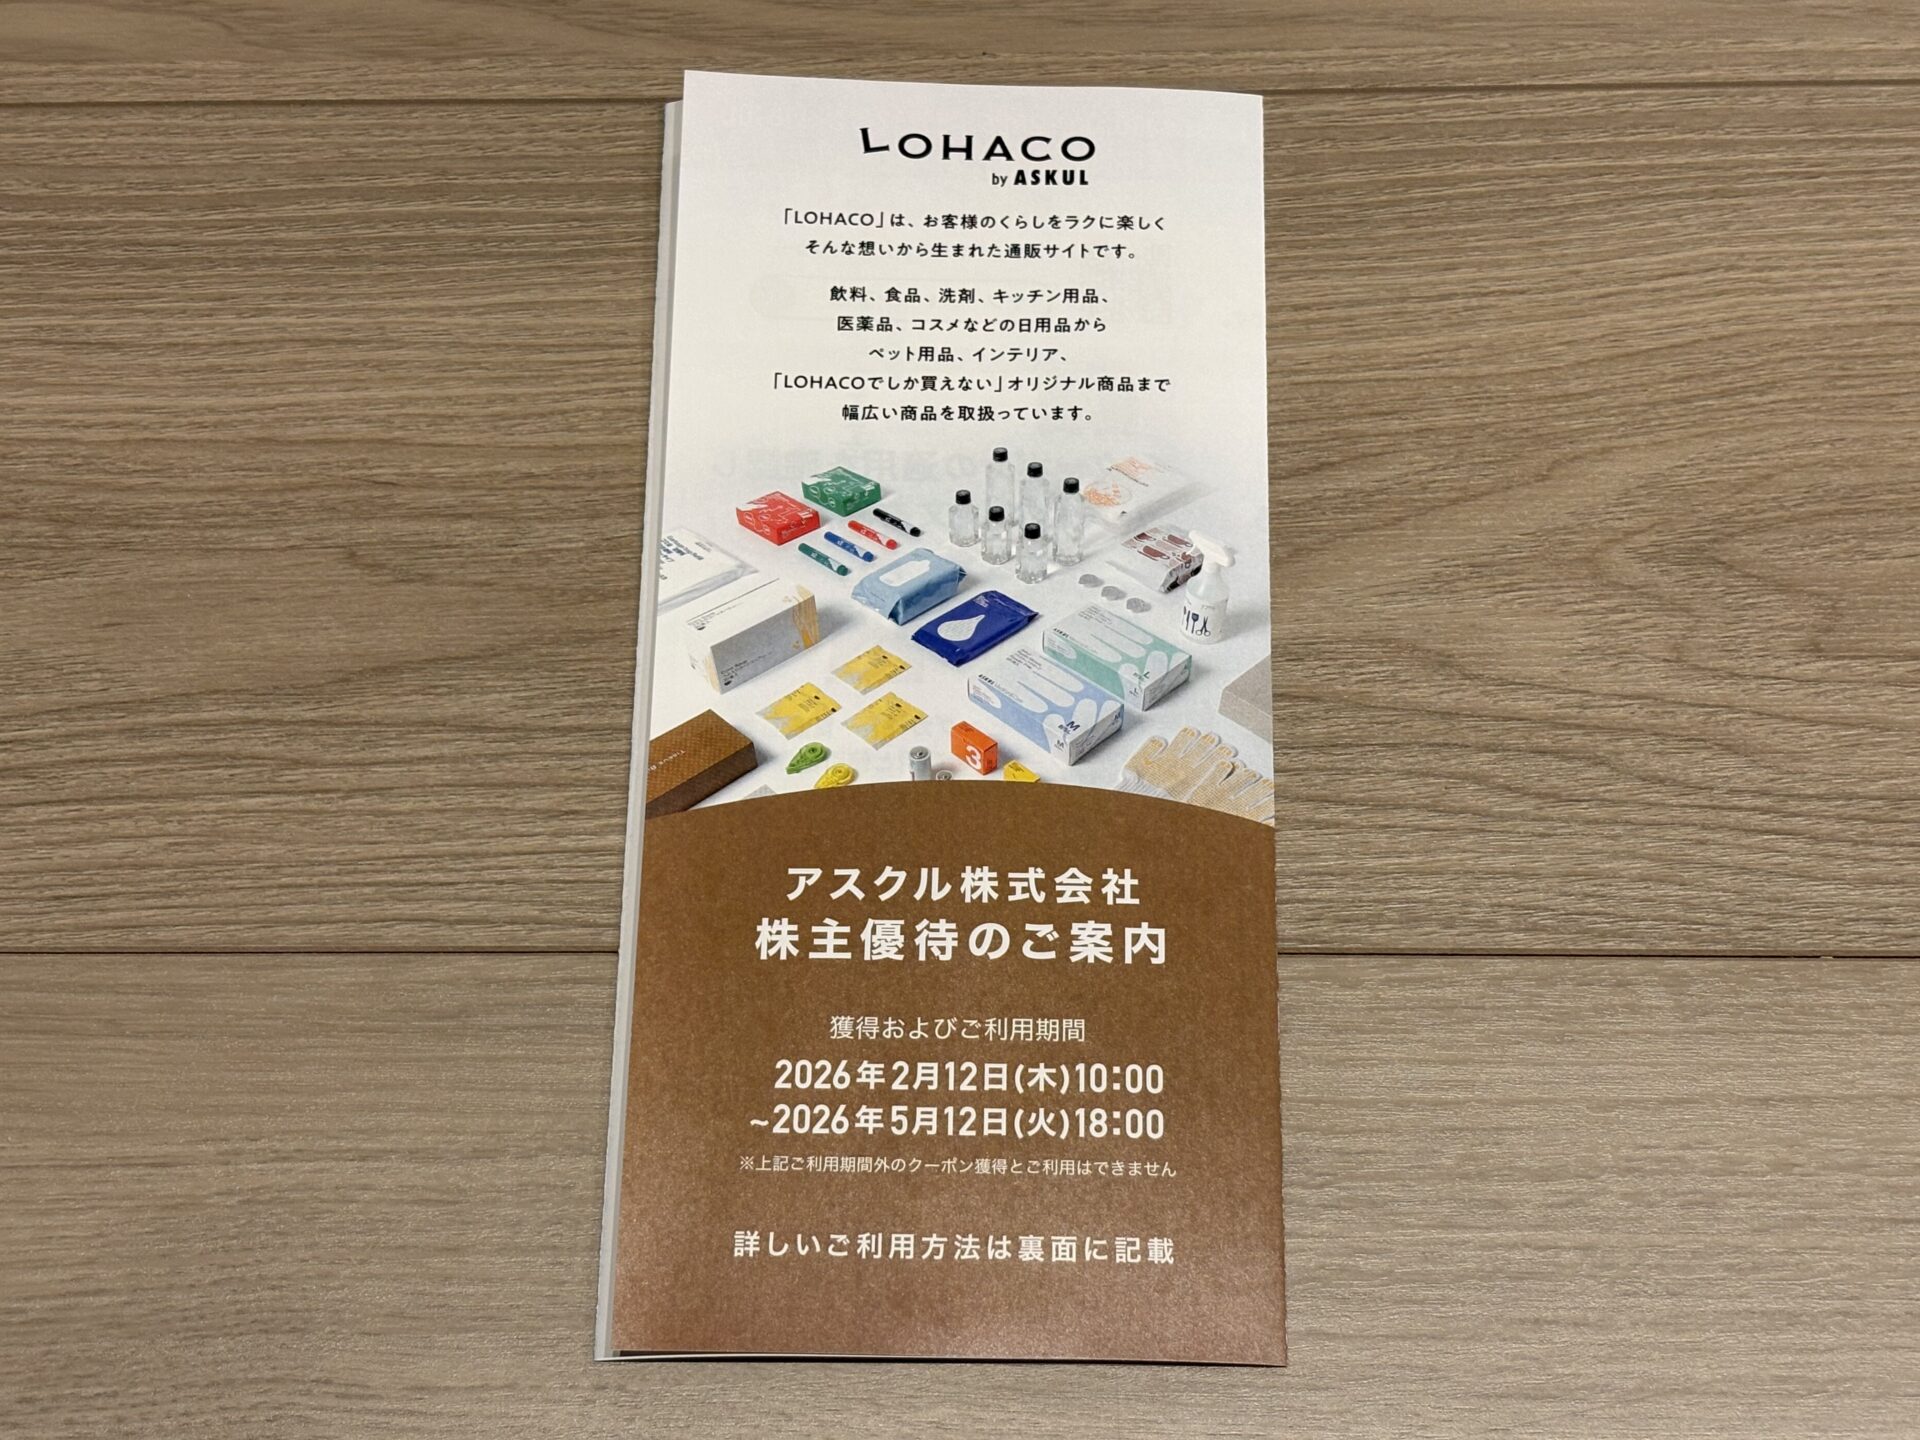 LOHACO
by ASKUL
「LOHACO」は、お客様のくらしをラクに楽しく
そんな想いから生まれた通販サイトです。
飲料、食品、洗剤、キッチン用品、
医薬品、コスメなどの日用品から
ペット用品、インテリア、
「LOHACOでしか買えない」オリジナル商品まで
幅広い商品を取扱っています。
L
M
M
3
アスクル株式会社
株主優待のご案内
獲得およびご利用期間
2026年2月12日(木)10:00
~2026年5月12日(火)18:00
※上記ご利用期間外のクーポン獲得とご利用はできません
詳しいご利用方法は裏面に記載